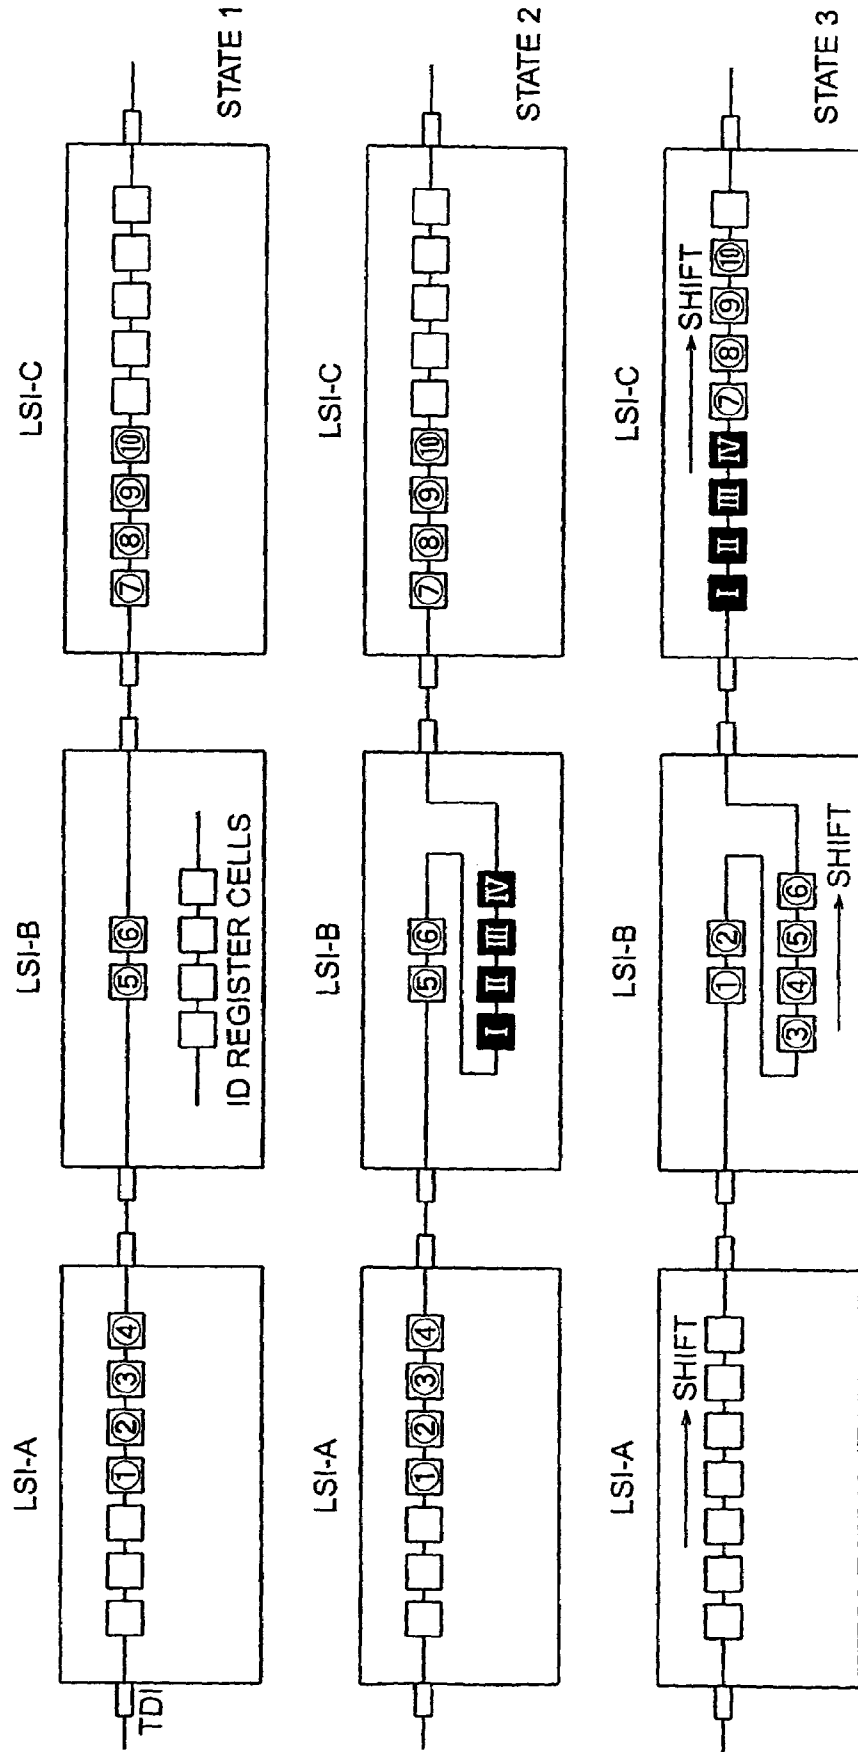 LSI-A
LSI-B
LSI-C
TDI
① ② ③ ④
⑤ ⑥
⑦ ⑧ ⑨ ⑩
ID REGISTER CELLS
STATE 1
LSI-A
LSI-B
LSI-C
① ② ③ ④
⑤ ⑥
I II III IV
⑦ ⑧ ⑨ ⑩
STATE 2
LSI-A
LSI-B
LSI-C
SHIFT
① ②
③ ④ ⑤ ⑥
SHIFT
SHIFT
I II III IV ⑦ ⑧ ⑨ ⑩
STATE 3